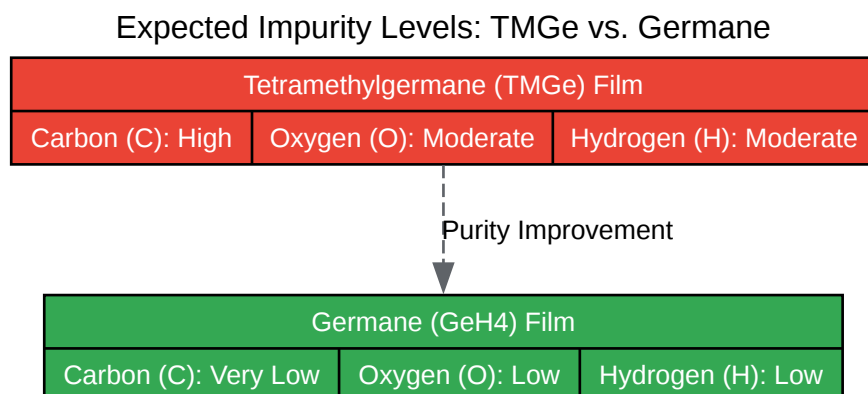 Expected Impurity Levels: TMGe vs. Germane
Tetramethylgermane (TMGe) Film
Carbon (C): High
Oxygen (O): Moderate
Hydrogen (H): Moderate
Purity Improvement
Germane (GeH4) Film
Carbon (C): Very Low
Oxygen (O): Low
Hydrogen (H): Low